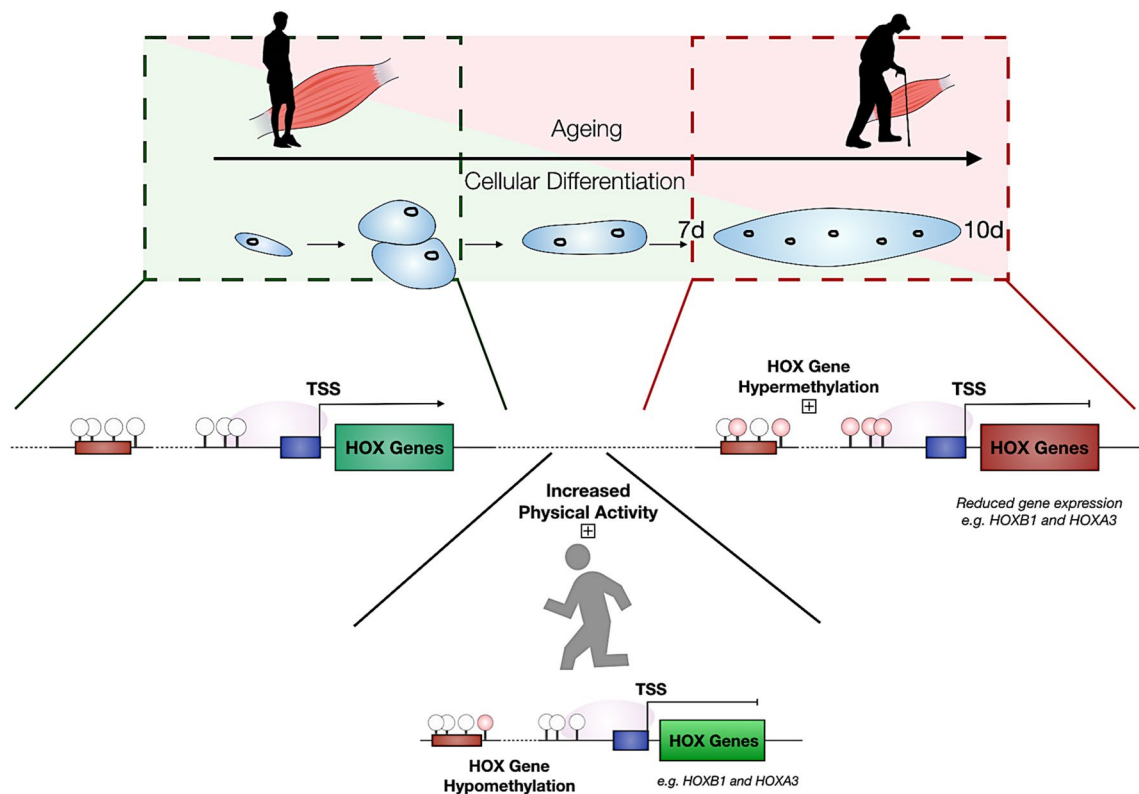 Ageing
Cellular Differentiation
7d
10d
TSS
HOX Genes
HOX Gene
Hypermethylation
TSS
HOX Genes
Reduced gene expression
e.g. HOXB1 and HOXA3
Increased
Physical Activity
TSS
HOX Genes
HOX Gene
Hypomethylation
e.g. HOXB1 and HOXA3